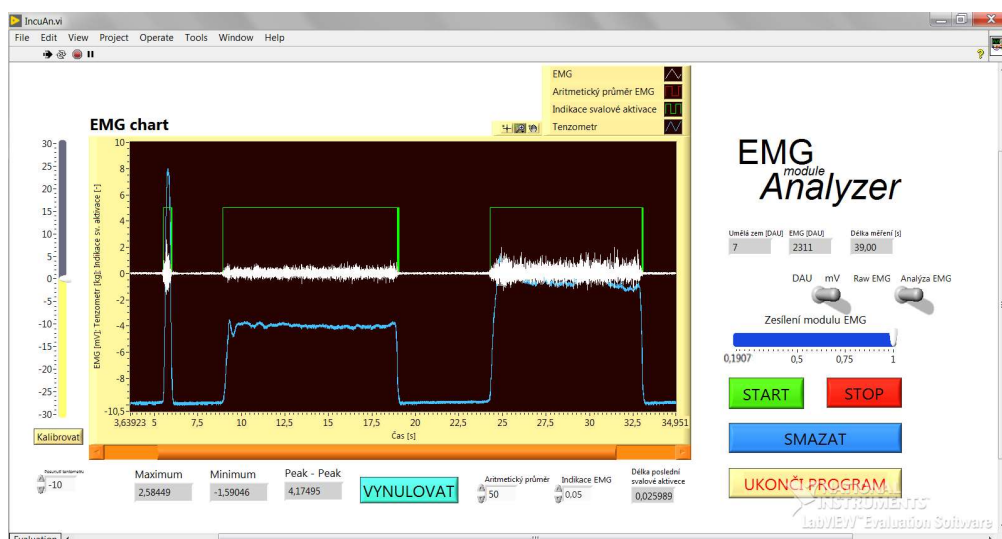 IncuAn.vi
File Edit View Project Operate Tools Window Help
EMG
Aritmetický průměr EMG
Indikace svalové aktivace
Tenzometr
EMG chart
30
25
20
15
10
5
0
-5
-10
-15
-20
-25
-30
Kalibrovat
EMG [mV]; Tenzometr [kg]; Indikace sv. aktivace [-]
10
8
6
4
2
0
-2
-4
-6
-8
-10,5
3,63923 5 7,5 10 12,5 15 17,5 20 22,5 25 27,5 30 32,5 34,951
Čas [s]
EMG
module
Analyzer
Umělá zem [DAU] EMG [DAU] Délka měření [s]
7 2311 39,00
DAU mV Raw EMG Analýza EMG
Zesílení modulu EMG
0,1907 0,5 0,75 1
START STOP
SMAZAT
UKONČI PROGRAM
-10
Maximum Minimum Peak - Peak
2,58449 -1,59046 4,17495
VYNULOVAT
Aritmetický průměr Indikace EMG
50 0,05
Délka poslední
svalové aktivece
0,025989
NATIONAL
INSTRUMENTS
LabVIEW™ Evaluation Software
Evaluation